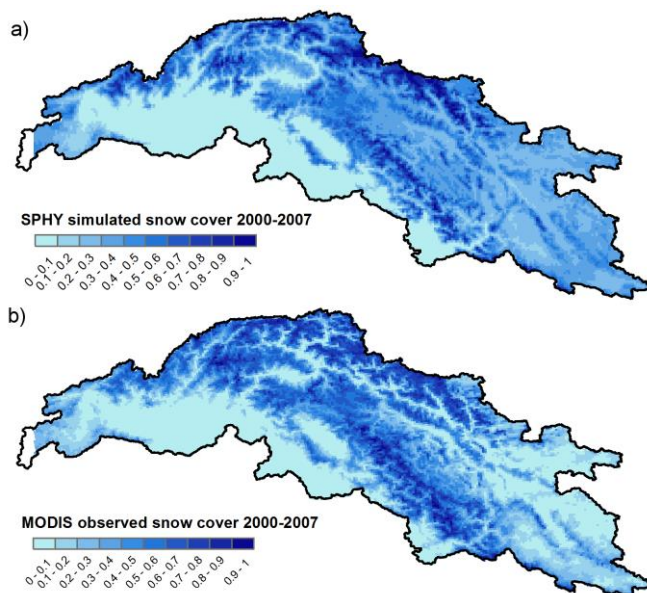 a)
SPHY simulated snow cover 2000-2007
0 - 0.1
0.1 - 0.2
0.2 - 0.3
0.3 - 0.4
0.4 - 0.5
0.5 - 0.6
0.6 - 0.7
0.7 - 0.8
0.8 - 0.9
0.9 - 1
b)
MODIS observed snow cover 2000-2007
0 - 0.1
0.1 - 0.2
0.2 - 0.3
0.3 - 0.4
0.4 - 0.5
0.5 - 0.6
0.6 - 0.7
0.7 - 0.8
0.8 - 0.9
0.9 - 1